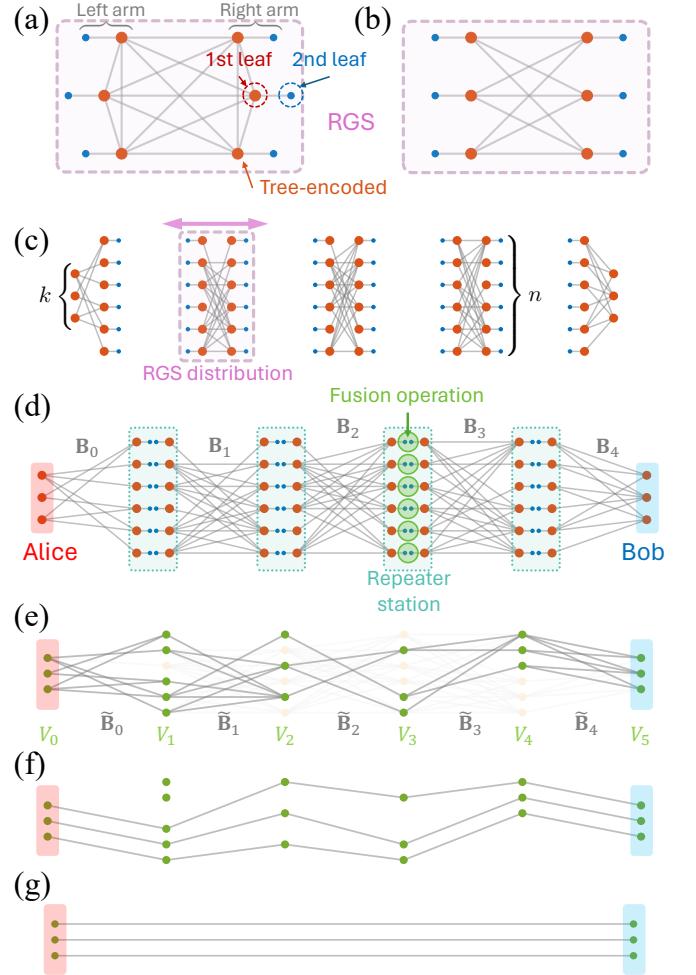 (a)
Left arm
Right arm
(b)
1st leaf
2nd leaf
RGS
Tree-encoded
(c)
k
n
RGS distribution
(d)
Fusion operation
B₀
B₁
B₂
B₃
B₄
Alice
Bob
Repeater
station
(e)
V₀
B̃₀
V₁
B̃₁
V₂
B̃₂
V₃
B̃₃
V₄
B̃₄
V₅
(f)
(g)